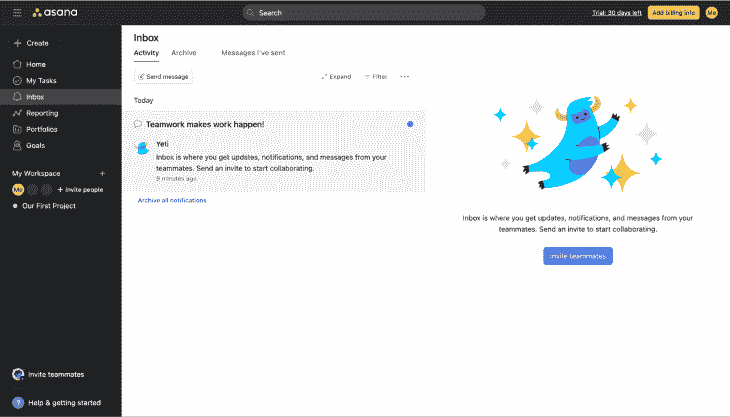 asana
Search
Trial: 30 days left
Add billing info
Me
Create
Home
My Tasks
Inbox
Reporting
Portfolios
Goals
My Workspace
Me
Invite people
Our First Project
Invite teammates
? Help & getting started
Inbox
Activity Archive Messages I've sent
Send message Expand Filter
Today
Teamwork makes work happen!
Yeti
Inbox is where you get updates, notifications, and messages from your
teammates. Send an invite to start collaborating.
9 minutes ago
Archive all notifications
Inbox is where you get updates, notifications, and messages from your
teammates. Send an invite to start collaborating.
Invite teammates